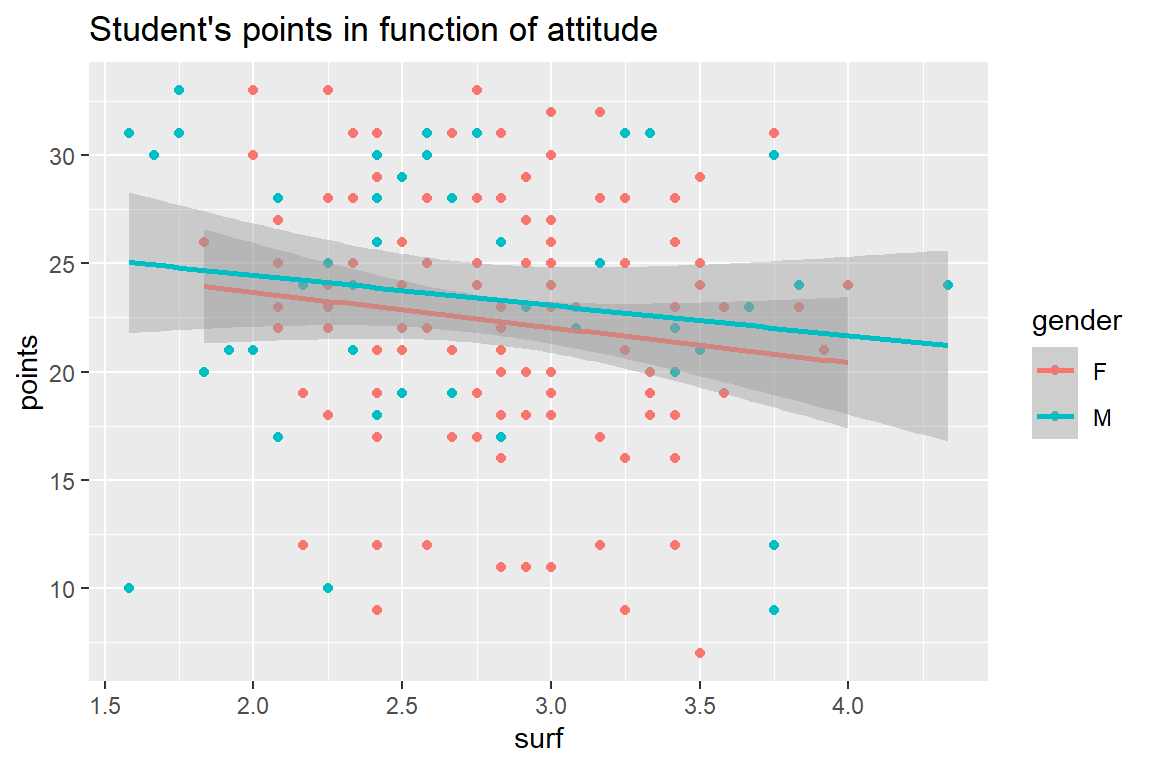 Student's points in function of attitude
30
25
20
15
10
points
1.5 2.0 2.5 3.0 3.5 4.0
surf
gender
F
M